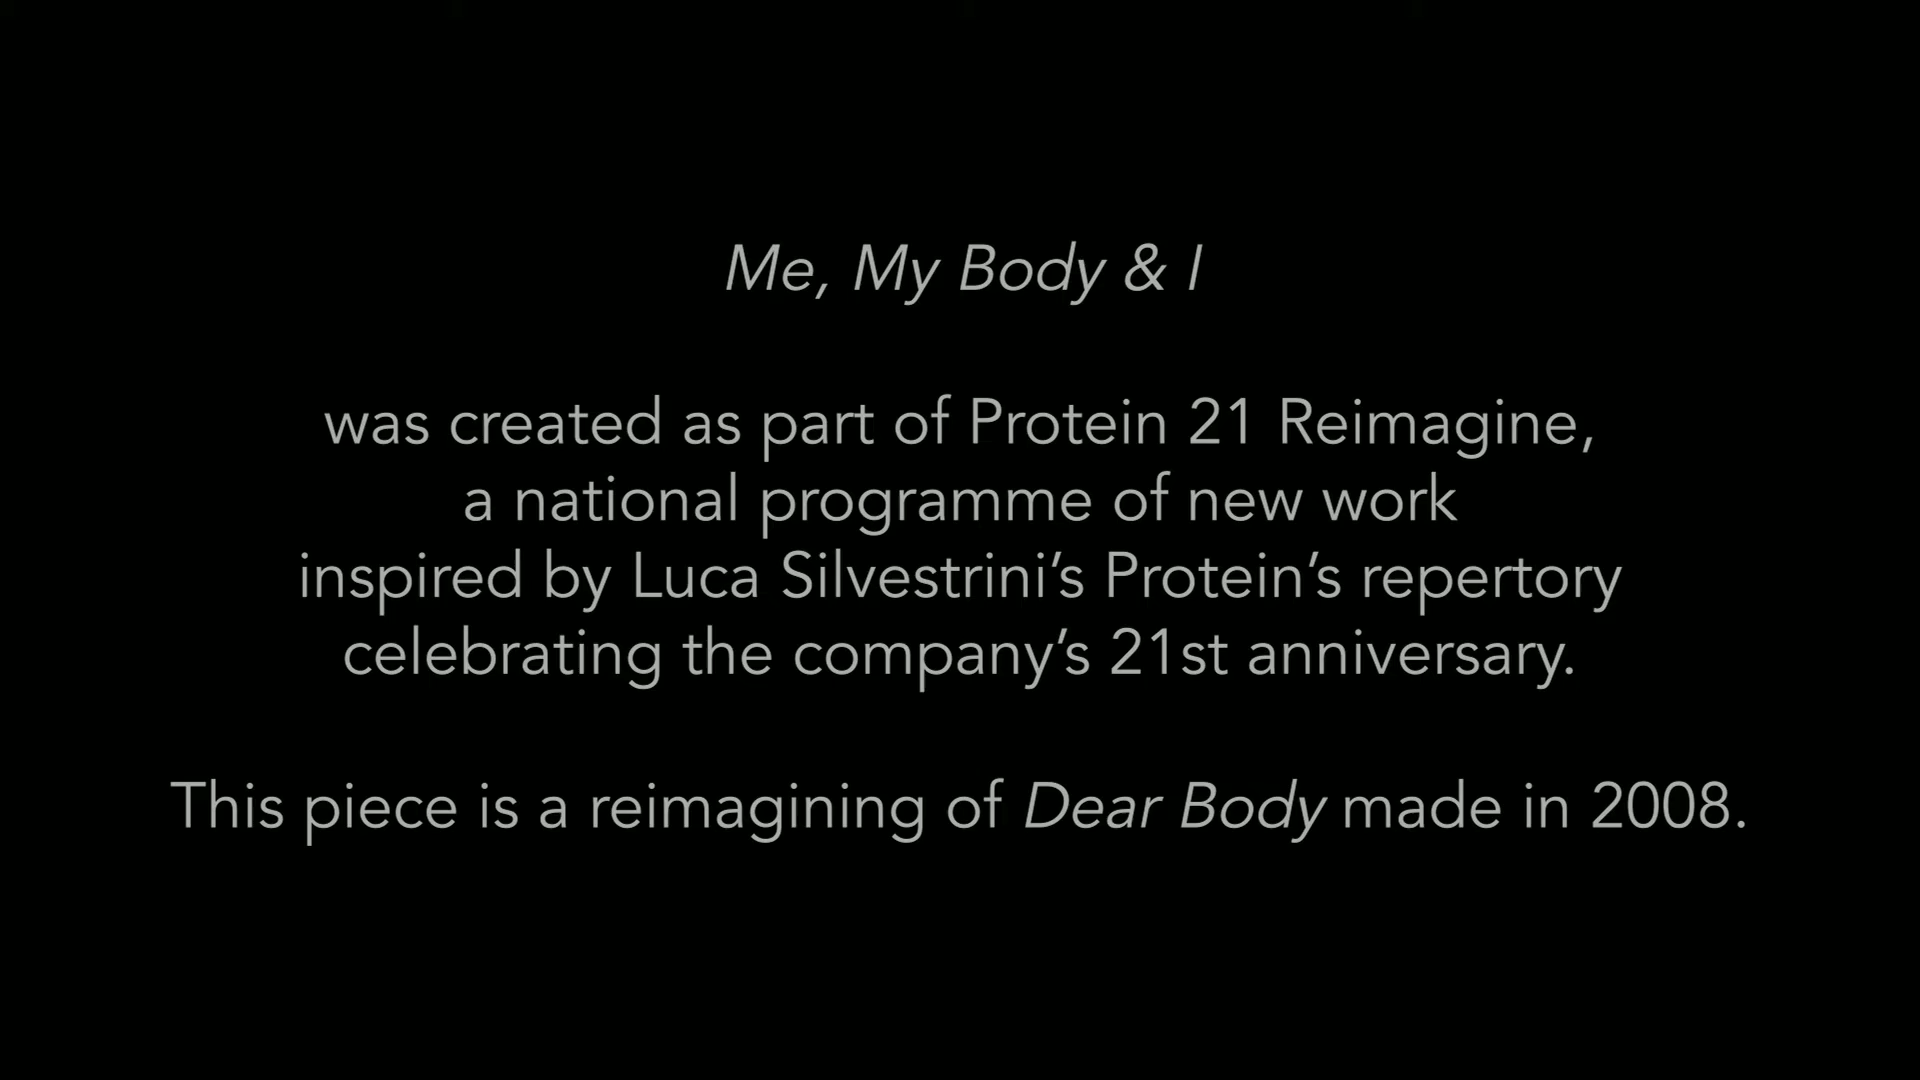 Me, My Body & I
was created as part of Protein 21 Reimagine,
a national programme of new work
inspired by Luca Silvestrini’s Protein’s repertory
celebrating the company’s 21st anniversary.
This piece is a reimagining of Dear Body made in 2008.